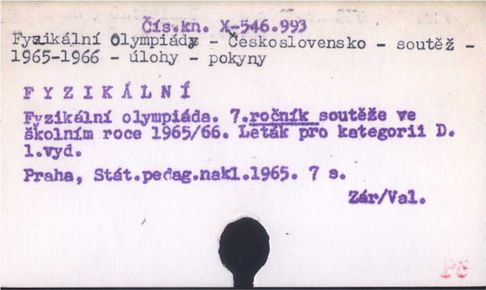 Čís.kn. X-546.993
Fyzikální Olympiády - Československo - soutěž -
1965-1966 - úlohy - pokyny
F Y Z I K Á L N Í
Fyzikální olympiáda. 7.ročník soutěže ve
školním roce 1965/66. Leták pro kategorii D.
1.vyd.
Praha, Stát.pedag.nakl.1965. 7 s.
Zár/Val.
Pč